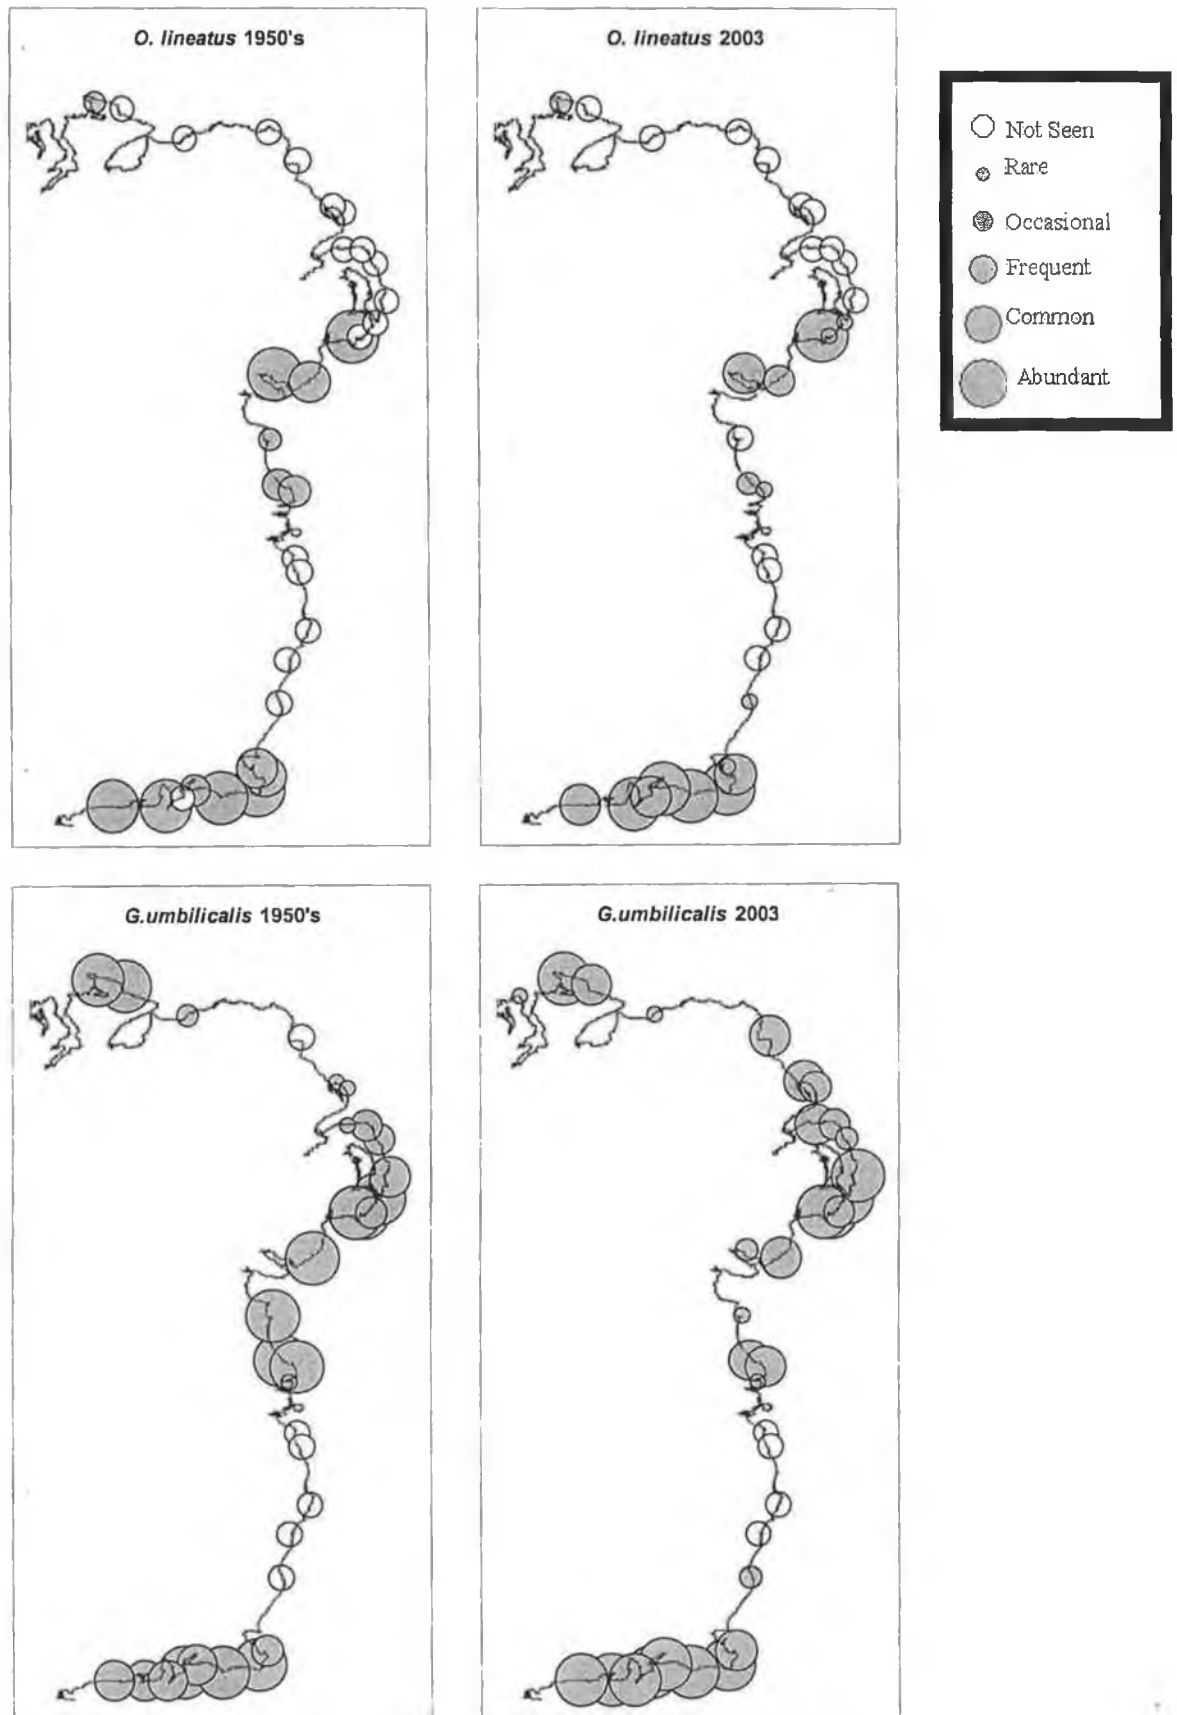 O. lineatus 1950's
O. lineatus 2003
Not Seen
Rare
Occasional
Frequent
Common
Abundant
G.umbilicalis 1950's
G.umbilicalis 2003